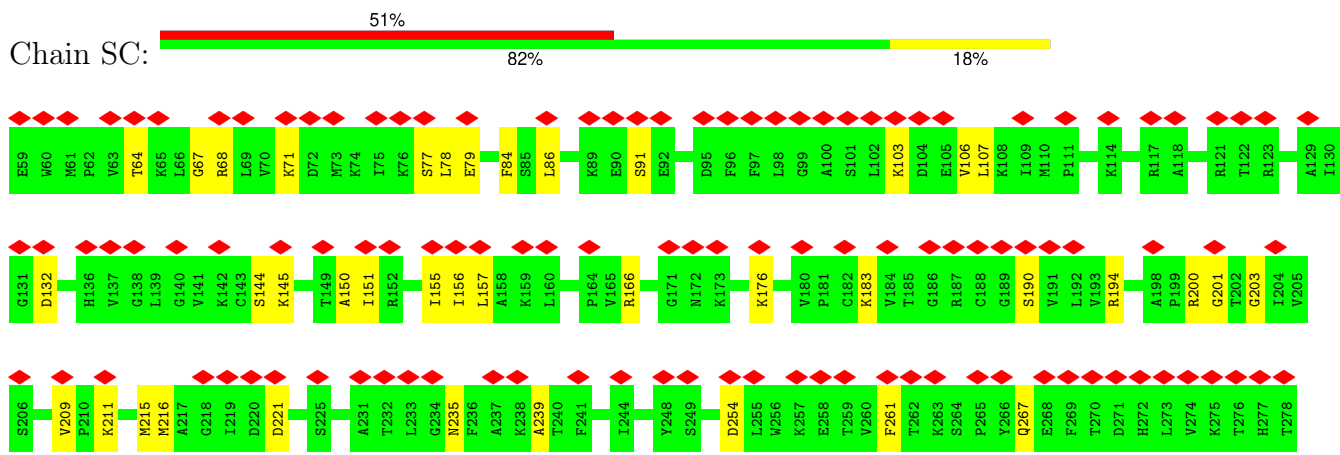 51%
Chain SC:
82% 18%
E59 W60 M61 P62 V63 T64 K65 L66 G67 R68 L69 V70 K71 D72 M73 K74 I75 K76 S77 L78 E79 F84 S85 L86 K89 E90 S91 E92 D95 F96 F97 L98 G99 A100 S101 L102 K103 D104 E105 V106 L107 K108 I109 M110 P111 K114 R117 A118 R121 T122 R123 A129 I130
G131 D132 H136 V137 G138 L139 G140 V141 K142 C143 S144 K145 T149 A150 I151 R152 I155 I156 L157 A158 K159 L160 P164 V165 R166 G171 N172 K173 K176 V180 P181 C182 K183 V184 T185 G186 R187 C188 G189 S190 V191 L192 V193 R194 A198 P199 R200 G201 T202 G203 I204 V205
S206 V209 P210 K211 M215 M216 A217 G218 I219 D220 D221 S225 A231 T232 L233 G234 N235 F236 A237 K238 A239 T240 F241 I244 Y248 S249 D254 L255 W256 K257 E258 T259 V260 F261 T262 K263 S264 P265 Y266 Q267 E268 F269 T270 D271 H272 L273 V274 K275 T276 H277 T278